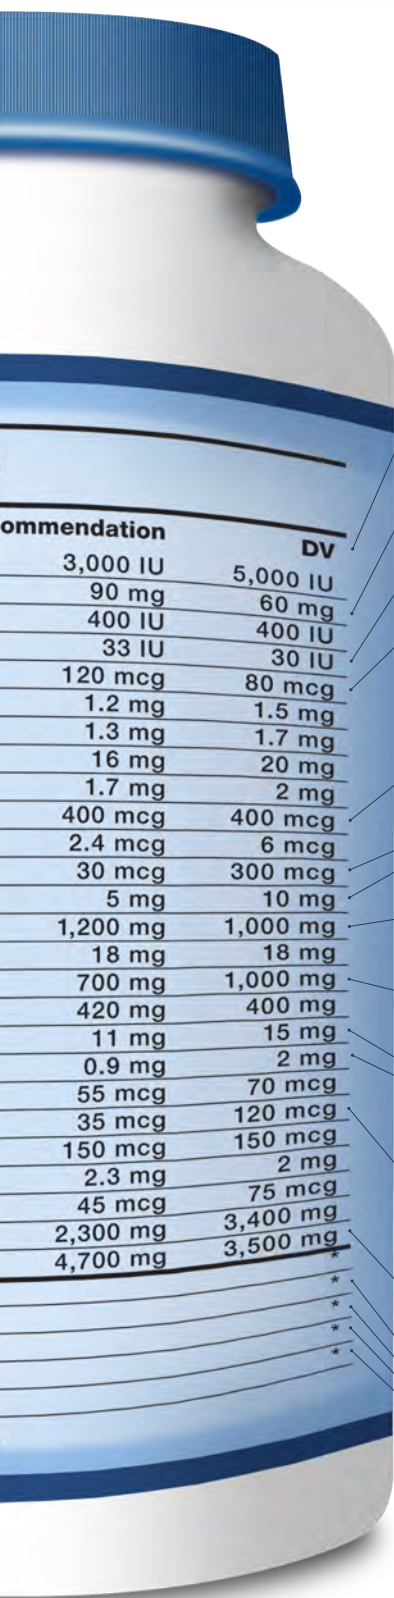 ommendation DV
3,000 IU 5,000 IU
90 mg 60 mg
400 IU 400 IU
33 IU 30 IU
120 mcg 80 mcg
1.2 mg 1.5 mg
1.3 mg 1.7 mg
16 mg 20 mg
1.7 mg 2 mg
400 mcg 400 mcg
2.4 mcg 6 mcg
30 mcg 300 mcg
5 mg 10 mg
1,200 mg 1,000 mg
18 mg 18 mg
700 mg 1,000 mg
420 mg 400 mg
11 mg 15 mg
0.9 mg 2 mg
55 mcg 70 mcg
35 mcg 120 mcg
150 mcg 150 mcg
2.3 mg 2 mg
45 mcg 75 mcg
2,300 mg 3,400 mg
4,700 mg 3,500 mg
*
*
*
*
*